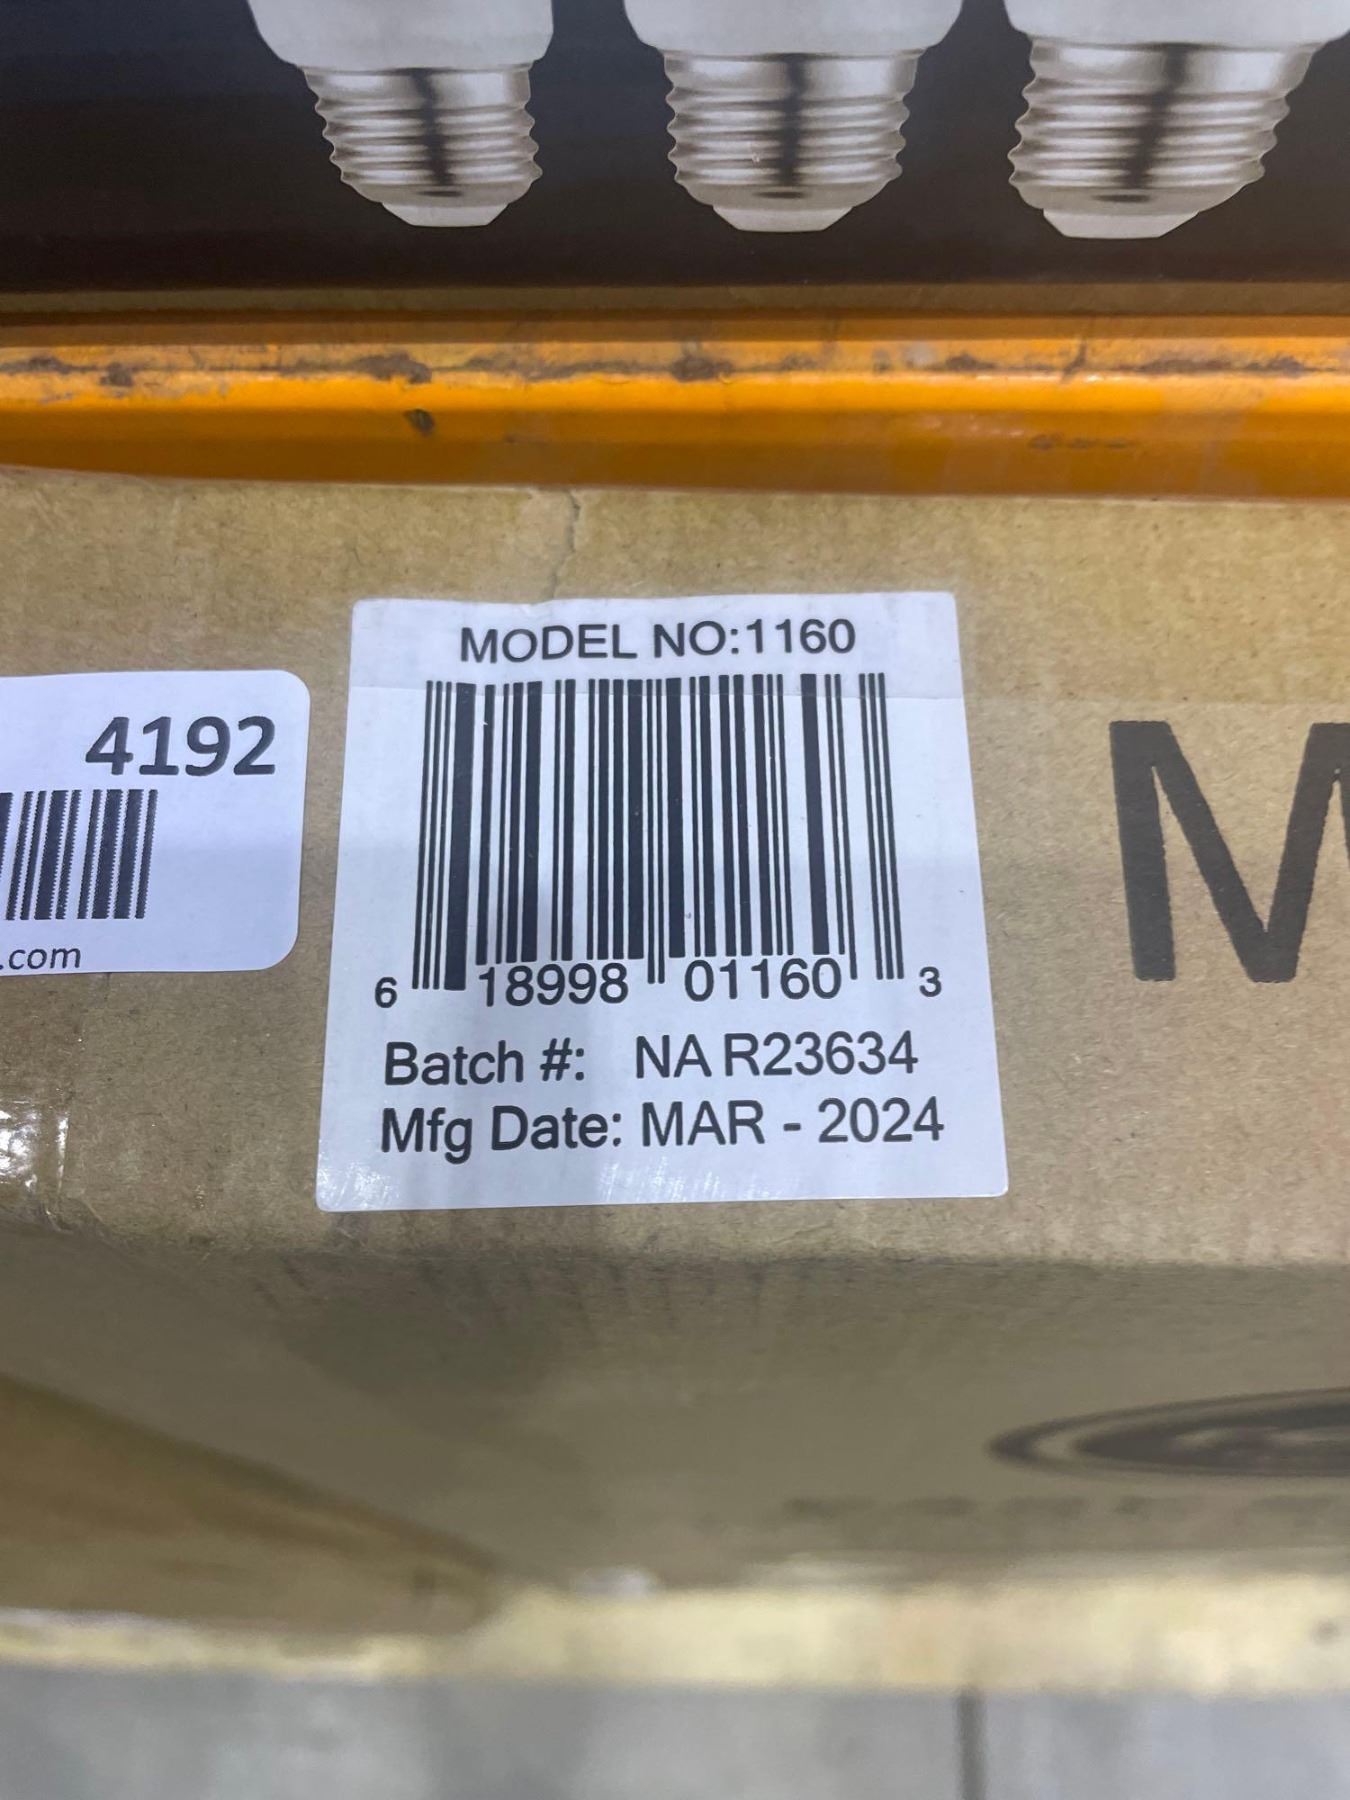 MODEL NO:1160
4192
.com
6 18998 01160 3
Batch #: NA R23634
Mfg Date: MAR - 2024
M